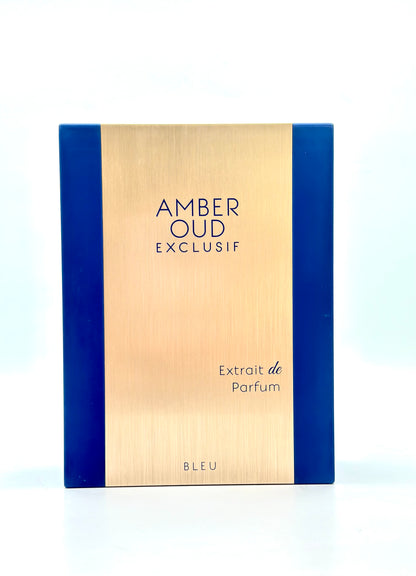 AMBER
OUD
EXCLUSIF
Extrait de
Parfum
BLEU